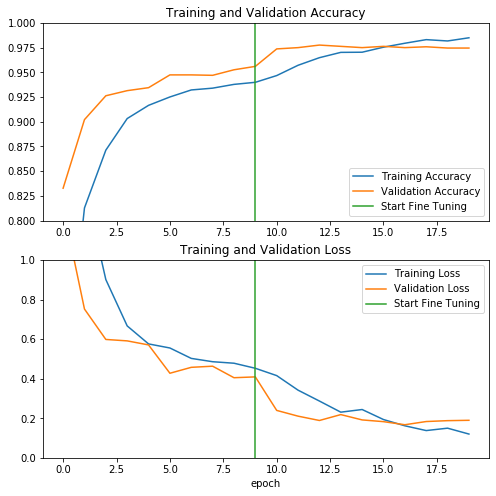 Training and Validation Accuracy
1.000
0.975
0.950
0.925
0.900
0.875
0.850
0.825
0.800
Training Accuracy
Validation Accuracy
Start Fine Tuning
0.0 2.5 5.0 7.5 10.0 12.5 15.0 17.5
Training and Validation Loss
1.0
0.8
0.6
0.4
0.2
0.0
Training Loss
Validation Loss
Start Fine Tuning
0.0 2.5 5.0 7.5 10.0 12.5 15.0 17.5
epoch